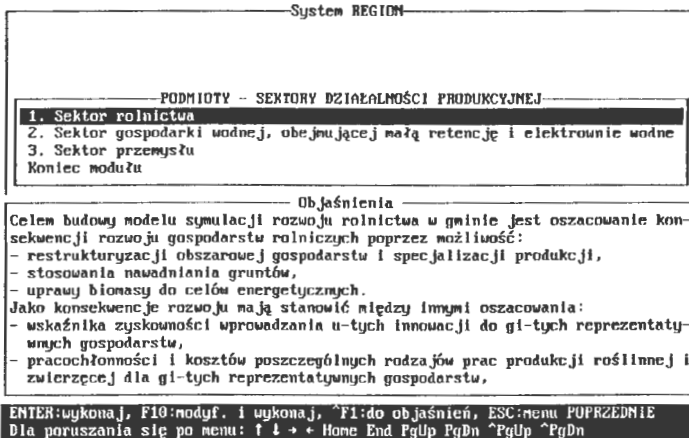 System REGION
PODMIOTY - SEKTORY DZIAŁALNOŚCI PRODUKCYJNEJ
1. Sektor rolnictwa
2. Sektor gospodarki wodnej, obejmującej małą retencję i elektrownie wodne
3. Sektor przemysłu
Koniec modułu
Objaśnienia
Celem budowy modelu symulacji rozwoju rolnictwa w gminie jest oszacowanie kon-
sekwencji rozwoju gospodarstw rolniczych poprzez możliwość:
- restrukturyzacji obszarowej gospodarstw i specjalizacji produkcji,
- stosowania nawadniania gruntów,
- uprawy biomasy do celów energetycznych.
Jako konsekwencje rozwoju mają stanowić między innymi oszacowania:
- wskaźnika zyskowności wprowadzania u-tych innowacji do gi-tych reprezentaty-
wnych gospodarstw,
- pracochłonności i kosztów poszczególnych rodzajów prac produkcji roślinnej i
zwierzęcej dla gi-tych reprezentatywnych gospodarstw,
ENTER:wykonaj, F10:modyf. i wykonaj, ^F1:do objaśnień, ESC:menu POPRZEDNIE
Dla poruszania się po menu: ↑ ↓ → ← Home End PgUp PgDn ^PgUp ^PgDn